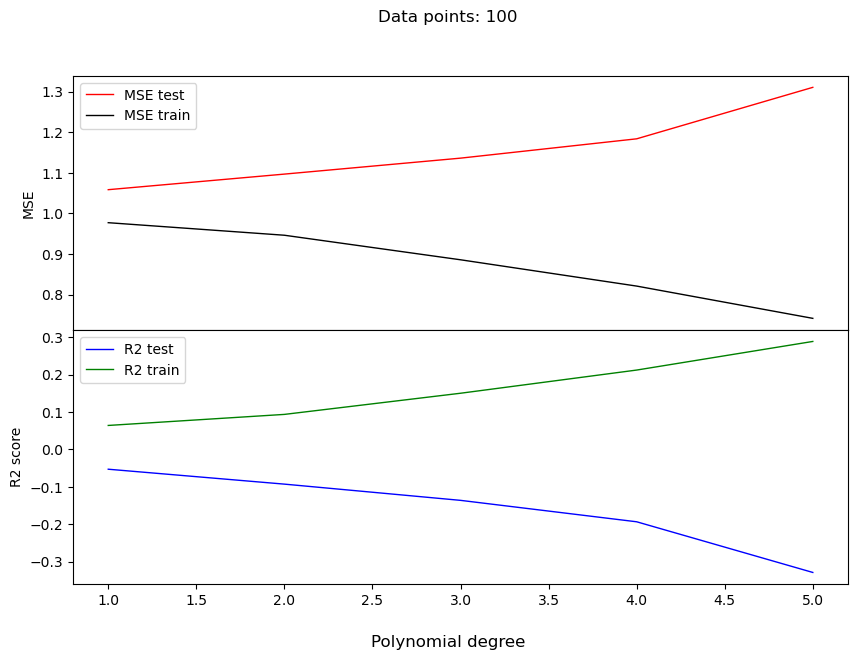 Data points: 100
MSE test
MSE train
1.3
1.2
1.1
1.0
0.9
0.8
MSE
R2 test
R2 train
0.3
0.2
0.1
0.0
−0.1
−0.2
−0.3
R2 score
1.0 1.5 2.0 2.5 3.0 3.5 4.0 4.5 5.0
Polynomial degree